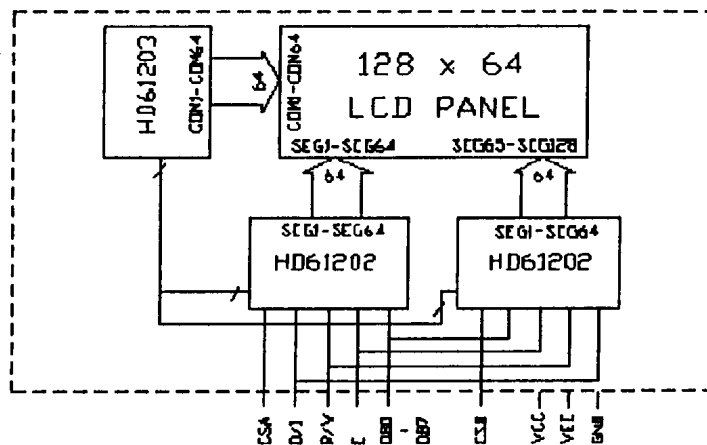 HD61203
COM1-COM64
64
COM1-COM64
128 x 64
LCD PANEL
SEG1-SEG64
SEG65-SEG128
64
64
SEG1-SEG64
HD61202
SEG1-SEG64
HD61202
CSA
D/I
R/W
E
DB0 - DB7
CSB
VCC
VEE
GND